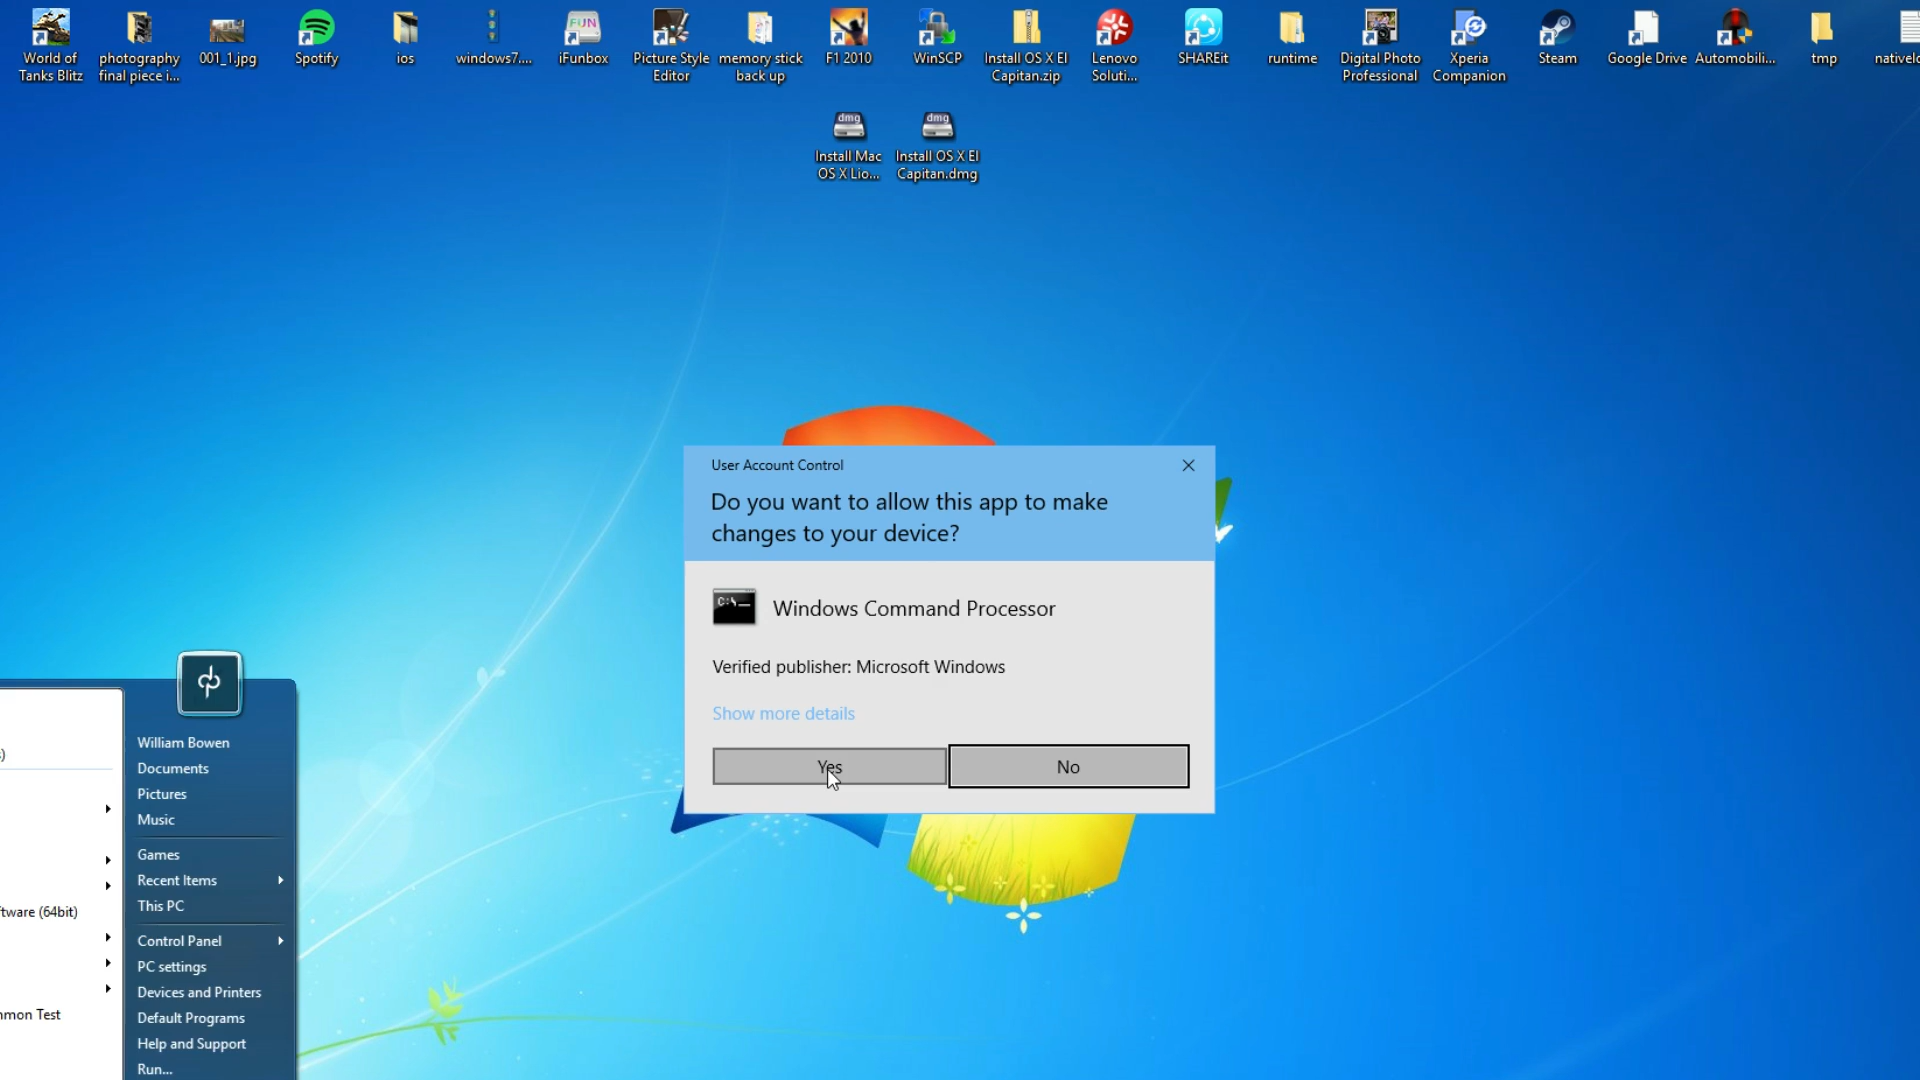 World of
Tanks Blitz
photography
final piece i...
001_1.jpg
Spotify
ios
windows7....
FUN
iFunbox
Picture Style
Editor
memory stick
back up
F1 2010
WinSCP
Install OS X El
Capitan.zip
Lenovo
Soluti...
SHAREit
runtime
Digital Photo
Professional
Xperia
Companion
Steam
Google Drive
Automobili...
tmp
nativelo
dmg
Install Mac
OS X Lio...
dmg
Install OS X El
Capitan.dmg
User Account Control
Do you want to allow this app to make
changes to your device?
C:\_
Windows Command Processor
Verified publisher: Microsoft Windows
Show more details
Yes
No
William Bowen
Documents
Pictures
Music
Games
Recent Items
This PC
Control Panel
PC settings
Devices and Printers
Default Programs
Help and Support
Run...
)
tware (64bit)
mon Test